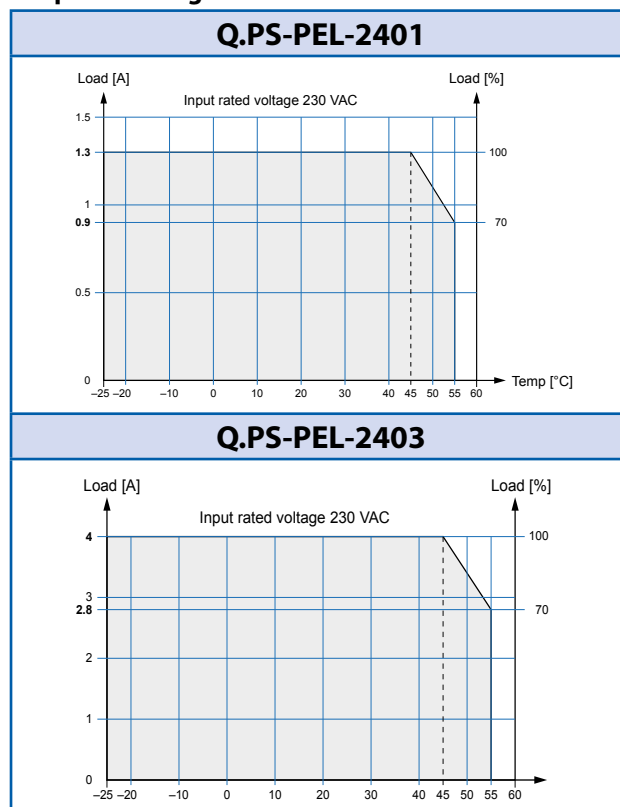 Q.PS-PEL-2401
Load [A]
Load [%]
Input rated voltage 230 VAC
1.5
1.3
100
1
0.9
70
0.5
0
Temp [°C]
–25 –20 –10 0 10 20 30 40 45 50 55 60
Q.PS-PEL-2403
Load [A]
Load [%]
Input rated voltage 230 VAC
4
100
3
2.8
70
2
1
0
–25 –20 –10 0 10 20 30 40 45 50 55 60